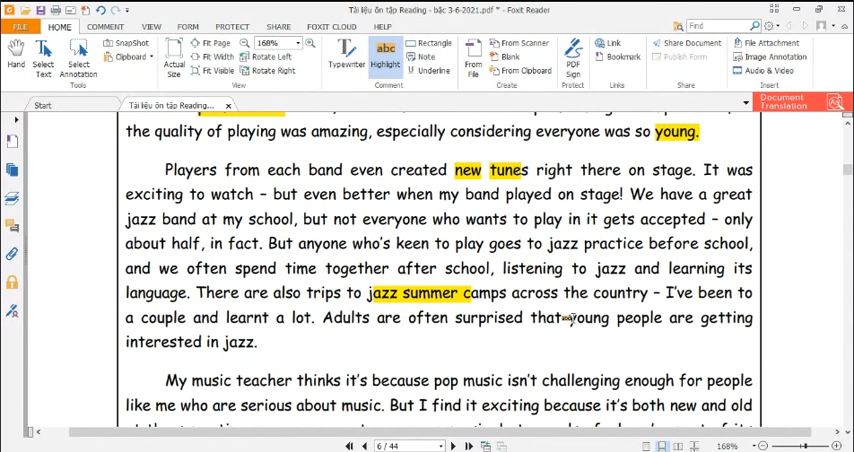 Tài liệu ôn tập Reading - bậc 3-6-2021.pdf * - Foxit Reader
FILE HOME COMMENT VIEW FORM PROTECT SHARE FOXIT CLOUD HELP Find
SnapShot Fit Page 168% Rectangle From Scanner Link Share Document File Attachment
Clipboard Fit Width Rotate Left Note Blank Bookmark Publish Form Image Annotation
Fit Visible Rotate Right Underline From Clipboard Audio & Video
Hand Select Text Select Annotation Actual Size Typewriter abc Highlight From File PDF Sign
Tools View Comment Create Protect Links Share Insert
Start Tài liệu ôn tập Reading... Document Translation
the quality of playing was amazing, especially considering everyone was so young.
Players from each band even created new tunes right there on stage. It was
exciting to watch – but even better when my band played on stage! We have a great
jazz band at my school, but not everyone who wants to play in it gets accepted – only
about half, in fact. But anyone who's keen to play goes to jazz practice before school,
and we often spend time together after school, listening to jazz and learning its
language. There are also trips to jazz summer camps across the country – I've been to
a couple and learnt a lot. Adults are often surprised that young people are getting
interested in jazz.
My music teacher thinks it's because pop music isn't challenging enough for people
like me who are serious about music. But I find it exciting because it's both new and old
6 / 44 168%